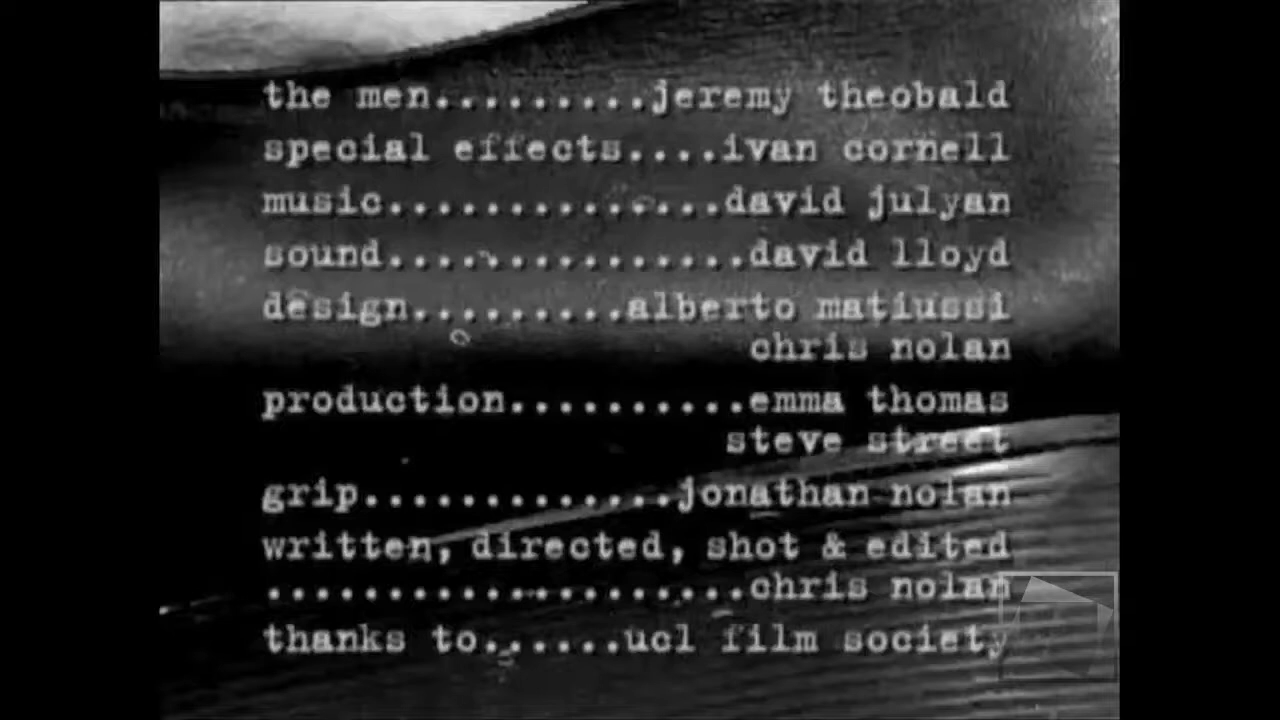 the men.........jeremy theobald
special effects....ivan cornell
music..............david julyan
sound...............david lloyd
design.........alberto matiussi
chris nolan
production..........emma thomas
steve street
grip.............jonathan nolan
written, directed, shot & edited
....................chris nolan
thanks to......ucl film society